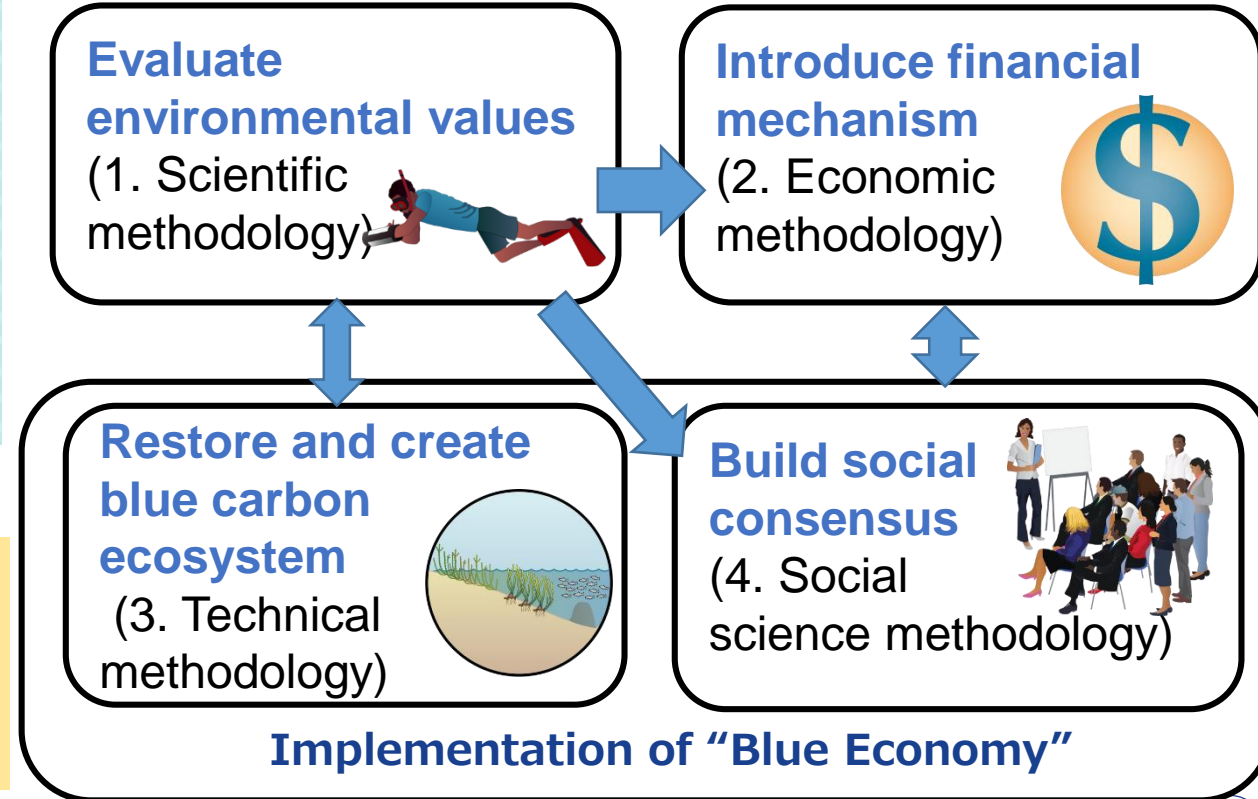 Evaluate
environmental values
(1. Scientific
methodology)
Introduce financial
mechanism
(2. Economic
methodology)
$
Restore and create
blue carbon
ecosystem
(3. Technical
methodology)
Build social
consensus
(4. Social
science methodology)
Implementation of “Blue Economy”